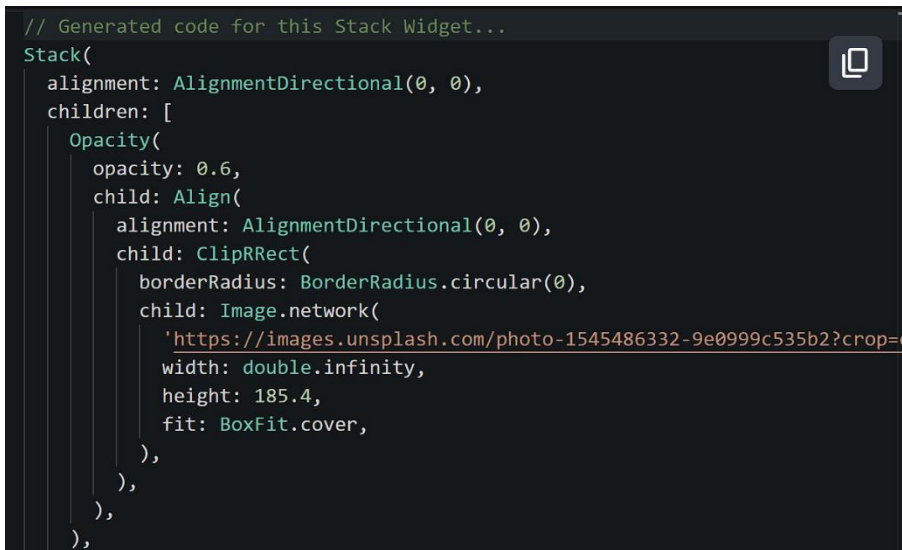 // Generated code for this Stack Widget...
Stack(
alignment: AlignmentDirectional(0, 0),
children: [
Opacity(
opacity: 0.6,
child: Align(
alignment: AlignmentDirectional(0, 0),
child: ClipRRect(
borderRadius: BorderRadius.circular(0),
child: Image.network(
'https://images.unsplash.com/photo-1545486332-9e0999c535b2?crop=
width: double.infinity,
height: 185.4,
fit: BoxFit.cover,
),
),
),
),